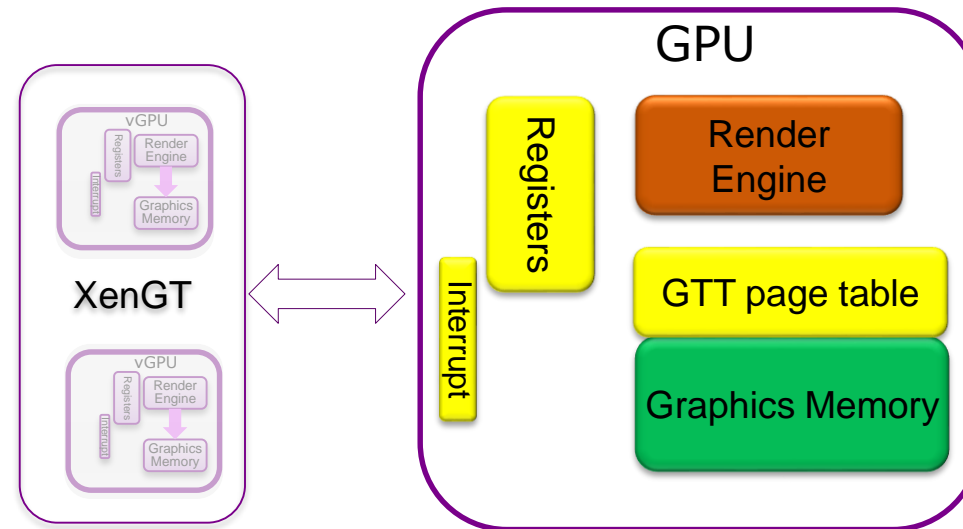 vGPU
Registers
Render
Engine
Interrupt
Graphics
Memory
XenGT
vGPU
Registers
Render
Engine
Interrupt
Graphics
Memory
GPU
Registers
Render
Engine
Interrupt
GTT page table
Graphics Memory